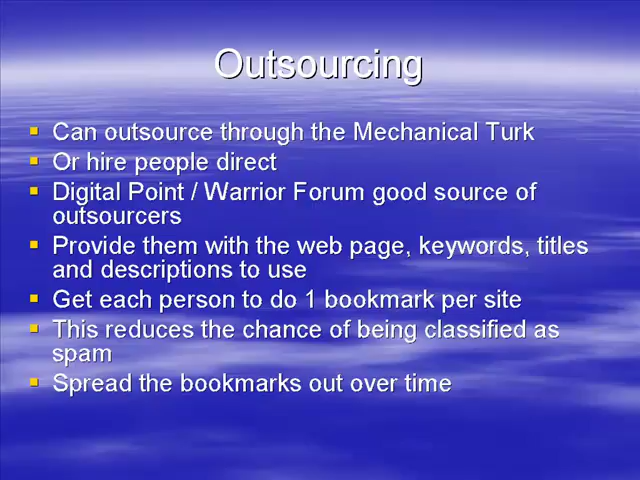 Outsourcing
Can outsource through the Mechanical Turk
Or hire people direct
Digital Point / Warrior Forum good source of
outsourcers
Provide them with the web page, keywords, titles
and descriptions to use
Get each person to do 1 bookmark per site
This reduces the chance of being classified as
spam
Spread the bookmarks out over time